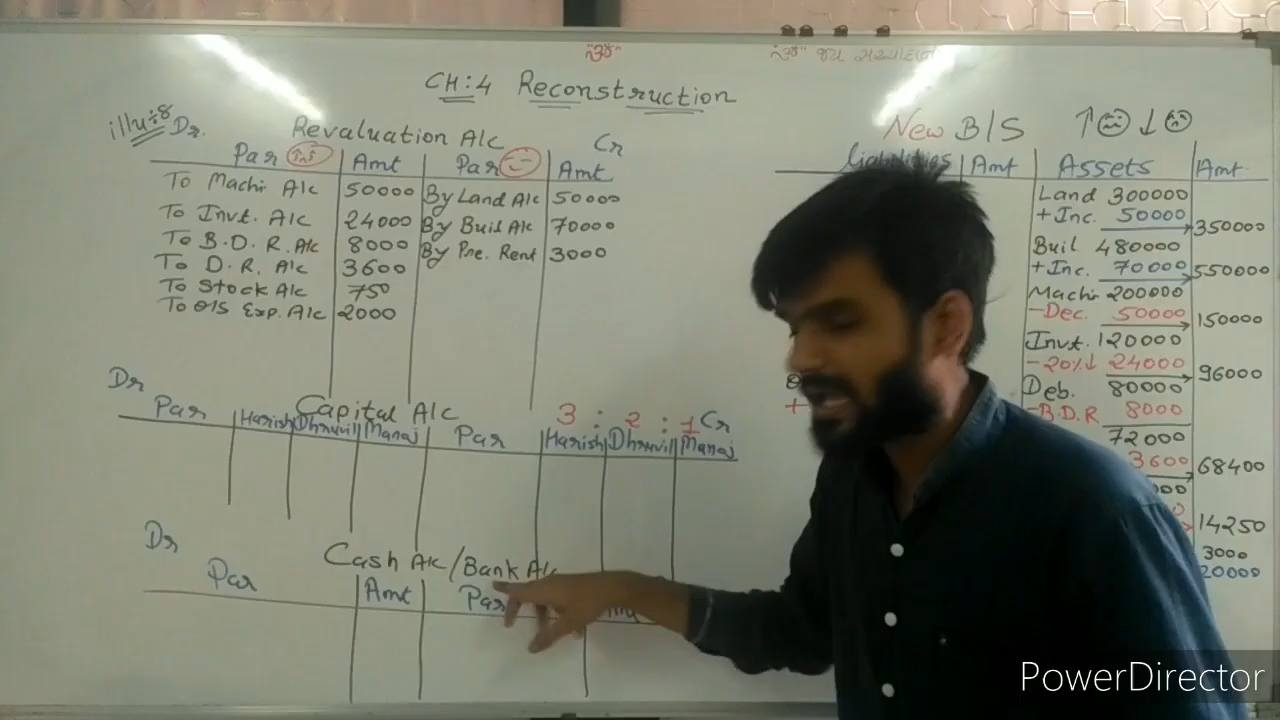 "ૐ"
CH:4 Reconstruction
illu:8
Dr. Revaluation A/c Cr
Par Amt Par Amt
To Machi A/c 50000 By Land A/c 50000
To Invt. A/c 24000 By Buil A/c 70000
To B.D.R. A/c 8000 By Pre. Rent 3000
To D.R. A/c 3600
To Stock A/c 750
To O/S Exp. A/c 2000
Dr Capital A/c 3 : 2 : 1 Cr
Par Harish Dhruvil Manaj Par Harish Dhruvil Manaj
Dr Cash A/c / Bank A/c
Par Amt Par
New B/S
Liabilities Amt Assets Amt.
Land 300000
+ Inc. 50000 350000
Buil 480000
+Inc. 70000 550000
Machi 200000
-Dec. 50000 150000
Invt. 120000
-20%↓ 24000 96000
Deb. 80000
-B.D.R 8000
72000
3600 68400
14250
3000
20000
PowerDirector